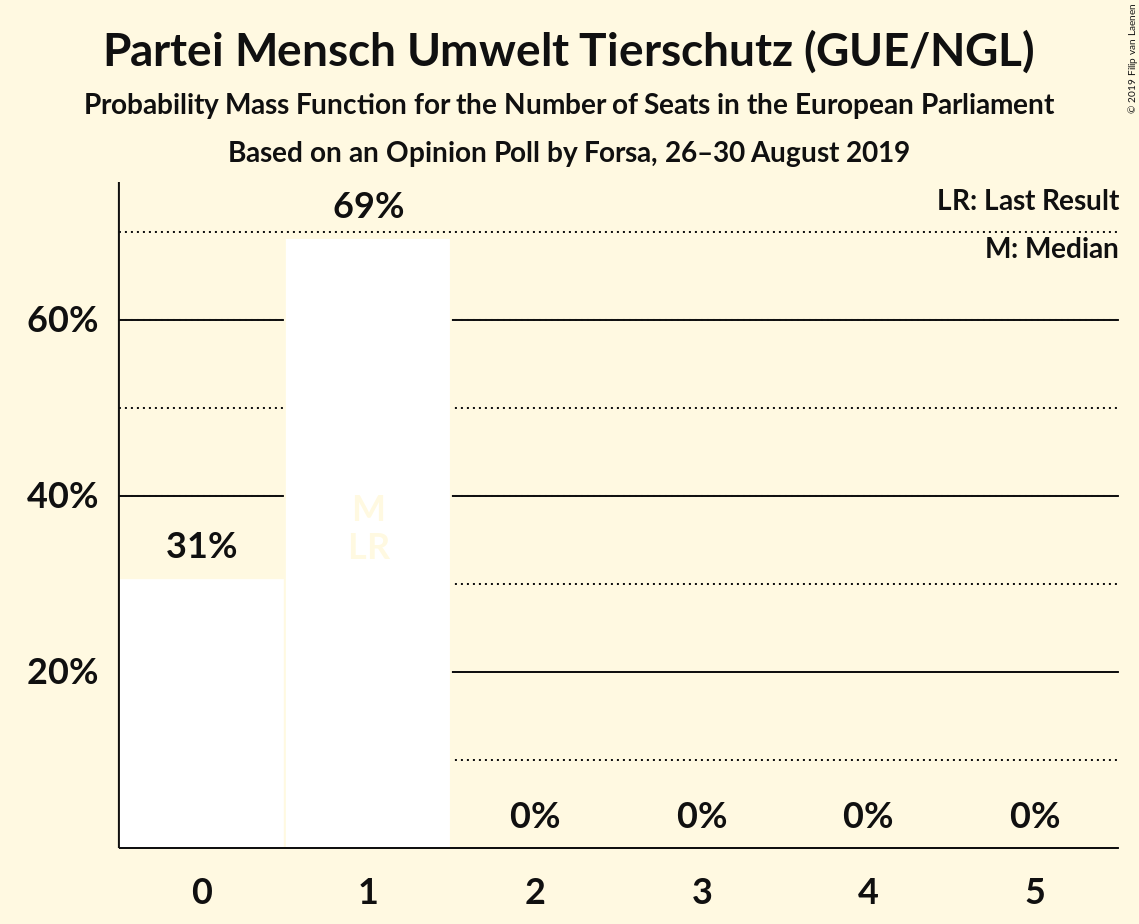 Partei Mensch Umwelt Tierschutz (GUE/NGL)
Probability Mass Function for the Number of Seats in the European Parliament
Based on an Opinion Poll by Forsa, 26–30 August 2019
© 2019 Filip van Laenen
LR: Last Result
M: Median
69%
60%
40%
M
LR
31%
20%
0% 0% 0% 0%
0 1 2 3 4 5